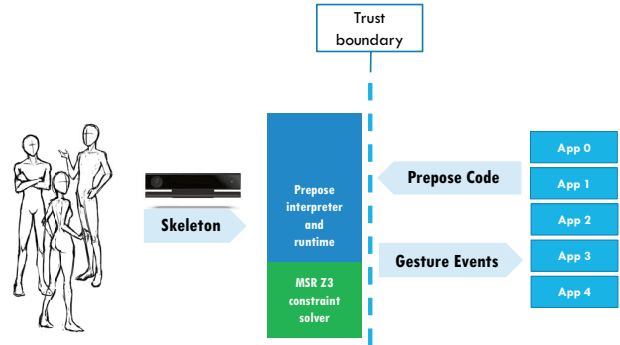 Trust
boundary
Skeleton
Prepose
interpreter
and
runtime
MSR Z3
constraint
solver
Prepose Code
Gesture Events
App 0
App 1
App 2
App 3
App 4